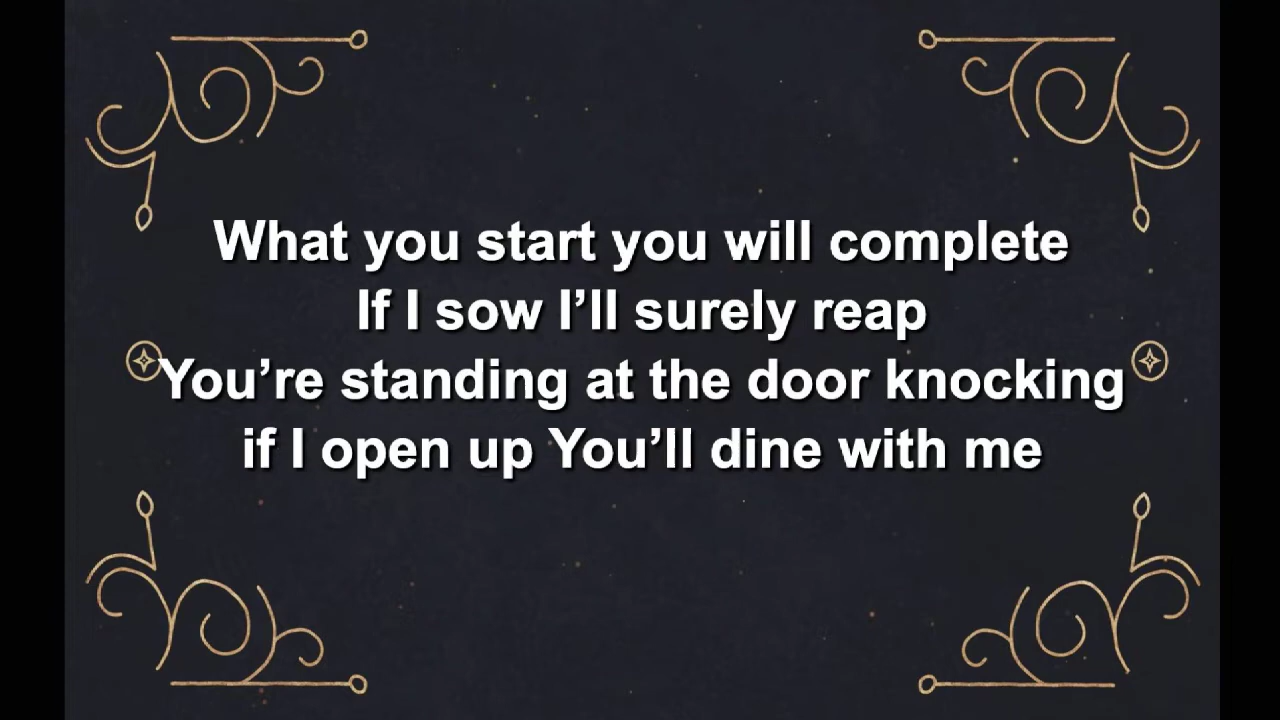 What you start you will complete
If I sow I’ll surely reap
You’re standing at the door knocking
if I open up You’ll dine with me